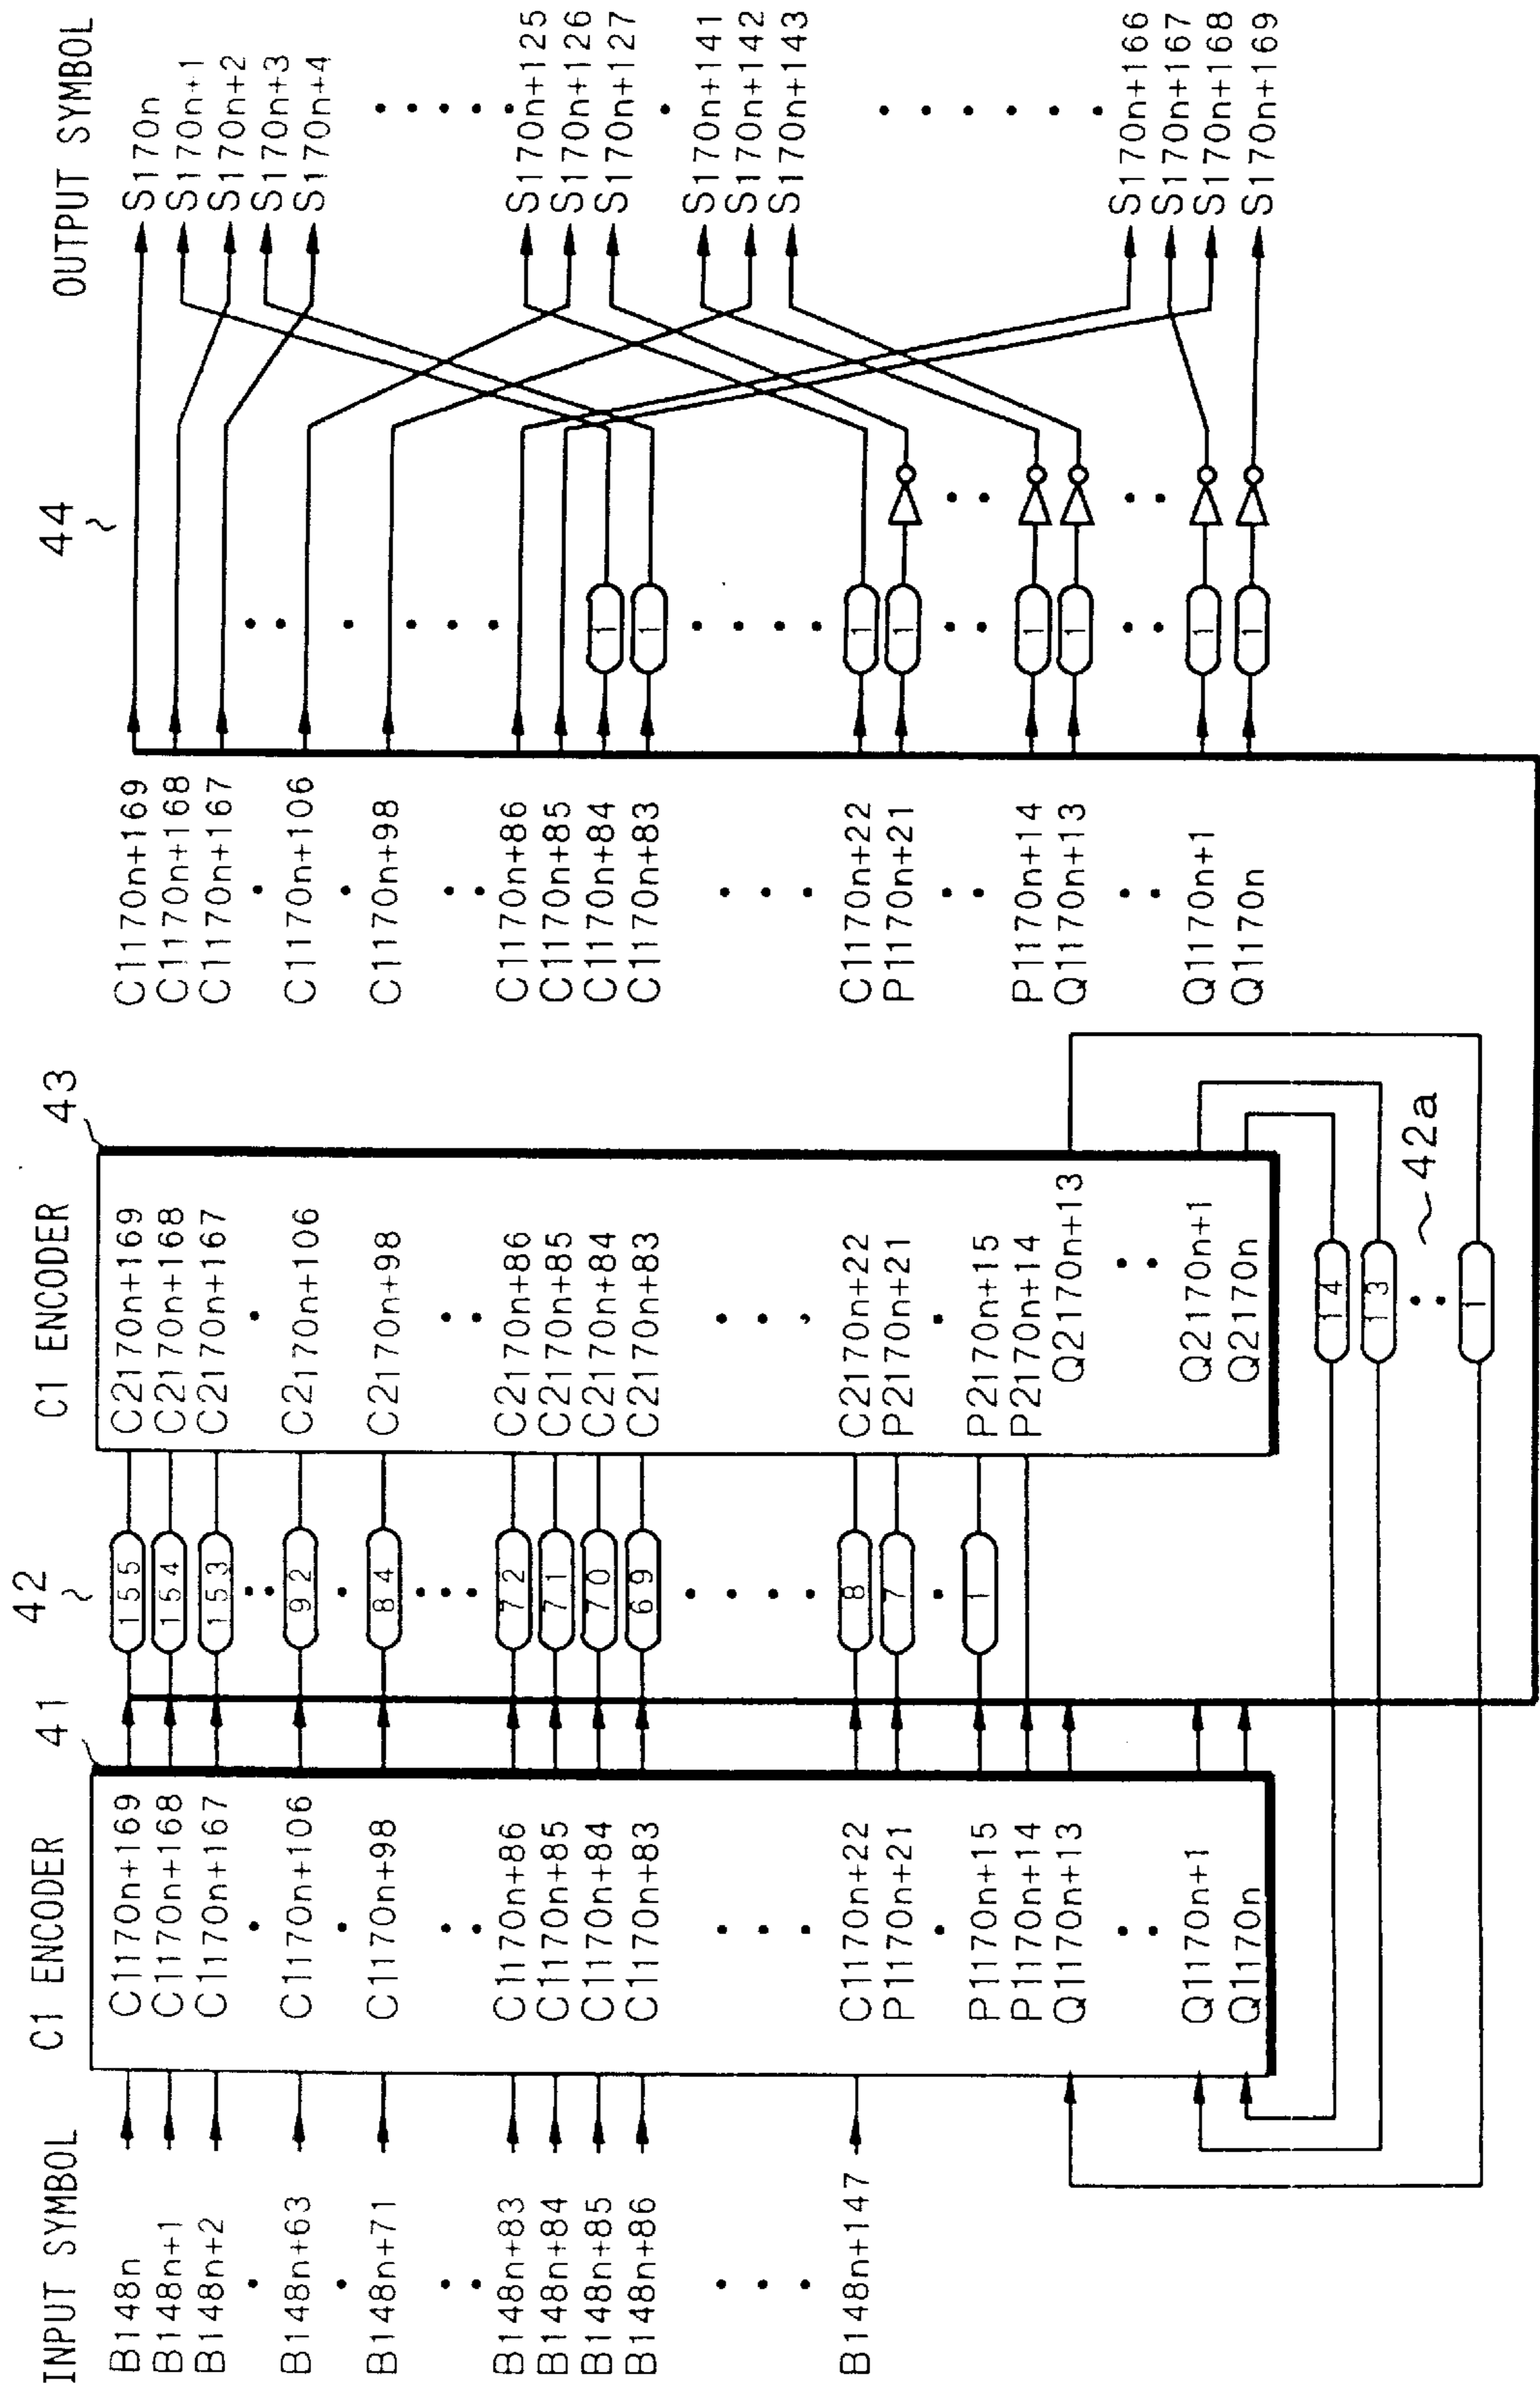 INPUT SYMBOL
B148n
B148n+1
B148n+2
B148n+63
B148n+71
B148n+83
B148n+84
B148n+85
B148n+86
B148n+147
C1 ENCODER
41
C1170n+169
C1170n+168
C1170n+167
C1170n+106
C1170n+98
C1170n+86
C1170n+85
C1170n+84
C1170n+83
C1170n+22
P1170n+21
P1170n+15
P1170n+14
Q1170n+13
Q1170n+1
Q1170n
42
155
154
153
92
84
72
71
70
69
8
7
1
C1 ENCODER
43
C2170n+169
C2170n+168
C2170n+167
C2170n+106
C2170n+98
C2170n+86
C2170n+85
C2170n+84
C2170n+83
C2170n+22
P2170n+21
P2170n+15
P2170n+14
Q2170n+13
Q2170n+1
Q2170n
14
13
1
42a
C1170n+169
C1170n+168
C1170n+167
C1170n+106
C1170n+98
C1170n+86
C1170n+85
C1170n+84
C1170n+83
C1170n+22
P1170n+21
P1170n+14
Q1170n+13
Q1170n+1
Q1170n
44
1
1
1
1
1
1
1
1
OUTPUT SYMBOL
S170n
S170n+1
S170n+2
S170n+3
S170n+4
S170n+125
S170n+126
S170n+127
S170n+141
S170n+142
S170n+143
S170n+166
S170n+167
S170n+168
S170n+169